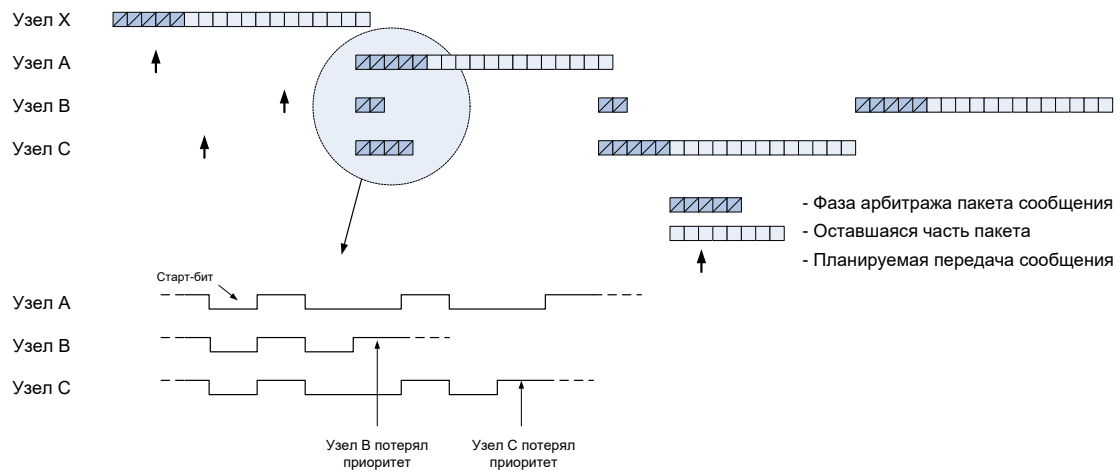 Узел X
Узел A
Узел B
Узел C
- Фаза арбитража пакета сообщения
- Оставшаяся часть пакета
- Планируемая передача сообщения
Старт-бит
Узел A
Узел B
Узел C
Узел B потерял
приоритет
Узел C потерял
приоритет